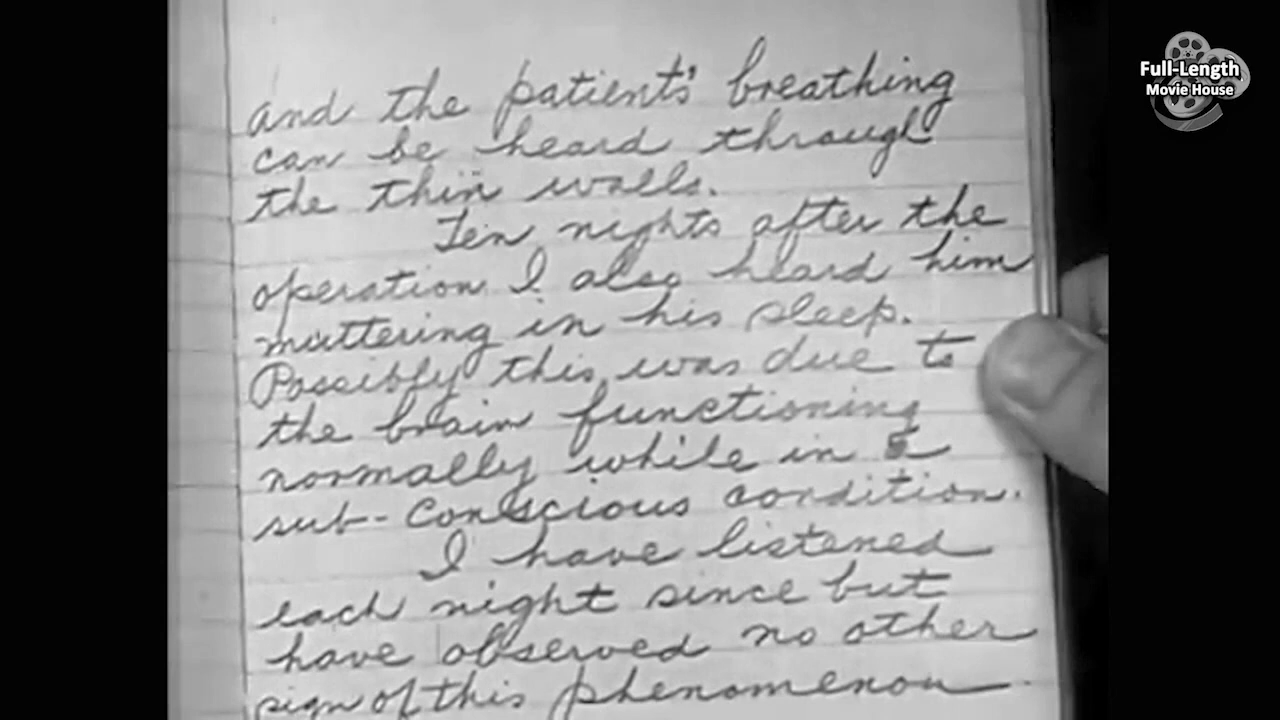 and the patients' breathing
can be heard through
the thin walls.
Ten nights after the
operation I also heard him
muttering in his sleep.
Possibly this was due to
the brain functioning
normally while in a
sub-conscious condition.
I have listened
each night since but
have observed no other
sign of this phenomenon
Full-Length
Movie House